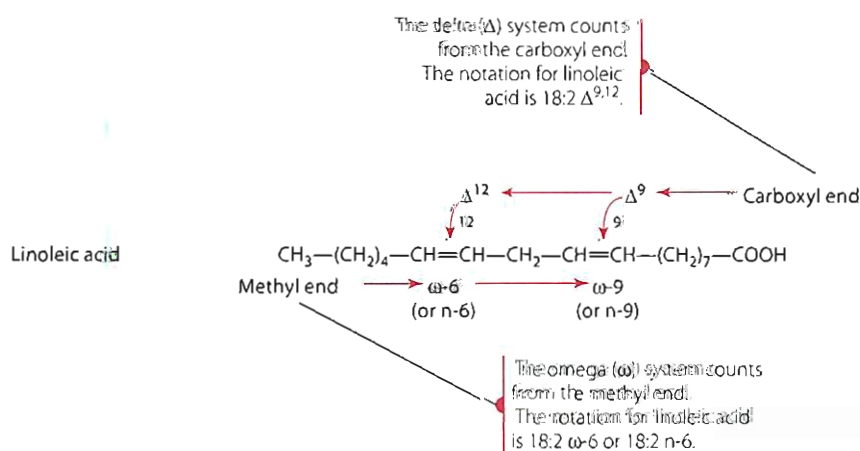 The delta (Δ) system counts
from the carboxyl end.
The notation for linoleic
acid is 18:2 Δ9,12.
Δ12 Δ9 Carboxyl end
12 9
Linoleic acid CH3—(CH2)4—CH=CH—CH2—CH=CH—(CH2)7—COOH
Methyl end ω-6 ω-9
(or n-6) (or n-9)
The omega (ω) system counts
from the methyl end.
The notation for linoleic acid
is 18:2 ω-6 or 18:2 n-6.